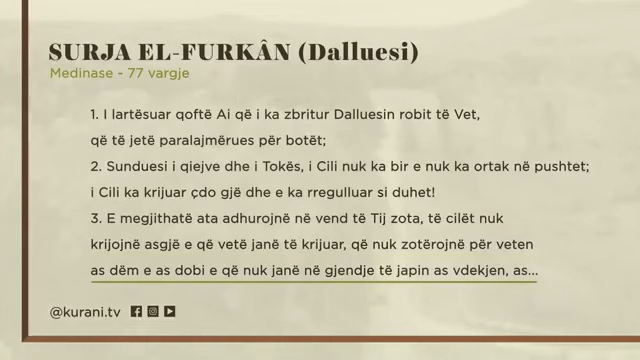 SURJA EL-FURKÂN (Dalluesi)
Medinase - 77 vargje
1. I lartësuar qoftë Ai që i ka zbritur Dalluesin robit të Vet,
që të jetë paralajmërues për botët;
2. Sunduesi i qiejve dhe i Tokës, i Cili nuk ka bir e nuk ka ortak në pushtet;
i Cili ka krijuar çdo gjë dhe e ka rregulluar si duhet!
3. E megjithatë ata adhurojnë në vend të Tij zota, të cilët nuk
krijojnë asgjë e që vetë janë të krijuar, që nuk zotërojnë për veten
as dëm e as dobi e që nuk janë në gjendje të japin as vdekjen, as...
@kurani.tv